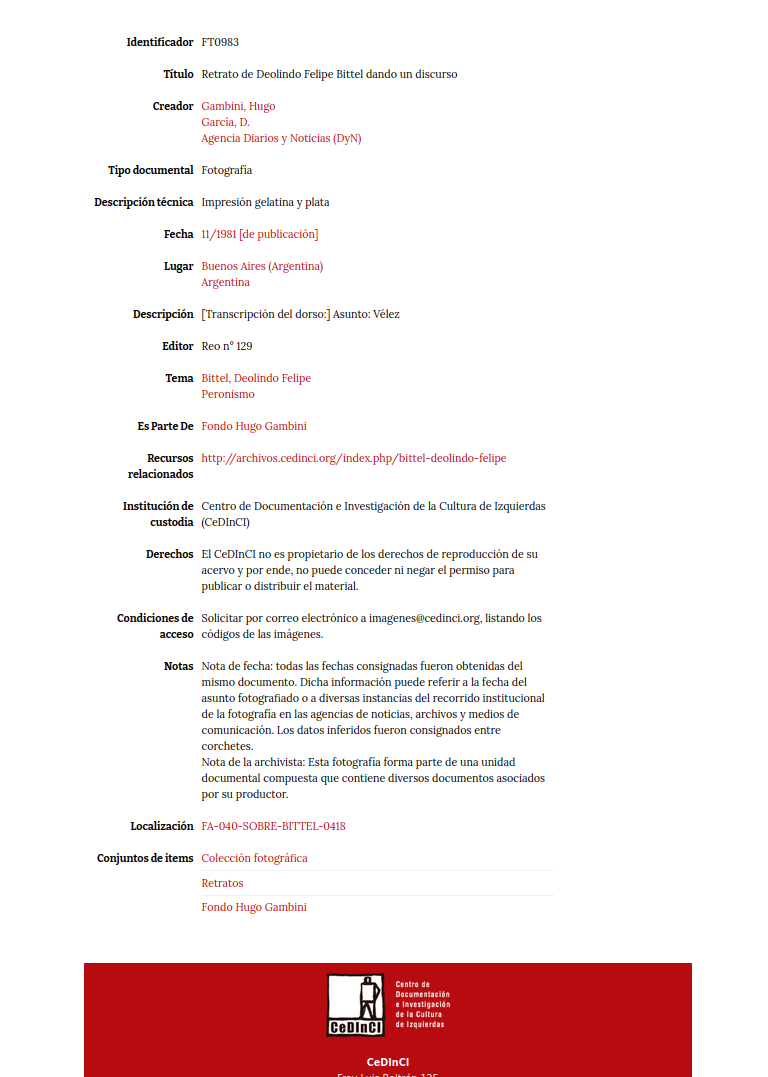 Identificador FT0983
Título Retrato de Deolindo Felipe Bittel dando un discurso
Creador Gambini, Hugo
García, D.
Agencia Diarios y Noticias (DyN)
Tipo documental Fotografía
Descripción técnica Impresión gelatina y plata
Fecha 11/1981 [de publicación]
Lugar Buenos Aires (Argentina)
Argentina
Descripción [Transcripción del dorso:] Asunto: Vélez
Editor Reo n° 129
Tema Bittel, Deolindo Felipe
Peronismo
Es Parte De Fondo Hugo Gambini
Recursos relacionados http://archivos.cedinci.org/index.php/bittel-deolindo-felipe
Institución de custodia Centro de Documentación e Investigación de la Cultura de Izquierdas
(CeDInCI)
Derechos El CeDInCI no es propietario de los derechos de reproducción de su
acervo y por ende, no puede conceder ni negar el permiso para
publicar o distribuir el material.
Condiciones de acceso Solicitar por correo electrónico a imagenes@cedinci.org, listando los
códigos de las imágenes.
Notas Nota de fecha: todas las fechas consignadas fueron obtenidas del
mismo documento. Dicha información puede referir a la fecha del
asunto fotografiado o a diversas instancias del recorrido institucional
de la fotografía en las agencias de noticias, archivos y medios de
comunicación. Los datos inferidos fueron consignados entre
corchetes.
Nota de la archivista: Esta fotografía forma parte de una unidad
documental compuesta que contiene diversos documentos asociados
por su productor.
Localización FA-040-SOBRE-BITTEL-0418
Conjuntos de ítems Colección fotográfica
Retratos
Fondo Hugo Gambini
CeDInCI
Centro de
Documentación
e Investigación
de la Cultura
de Izquierdas
CeDInCI
Fray Luis Beltrán 125